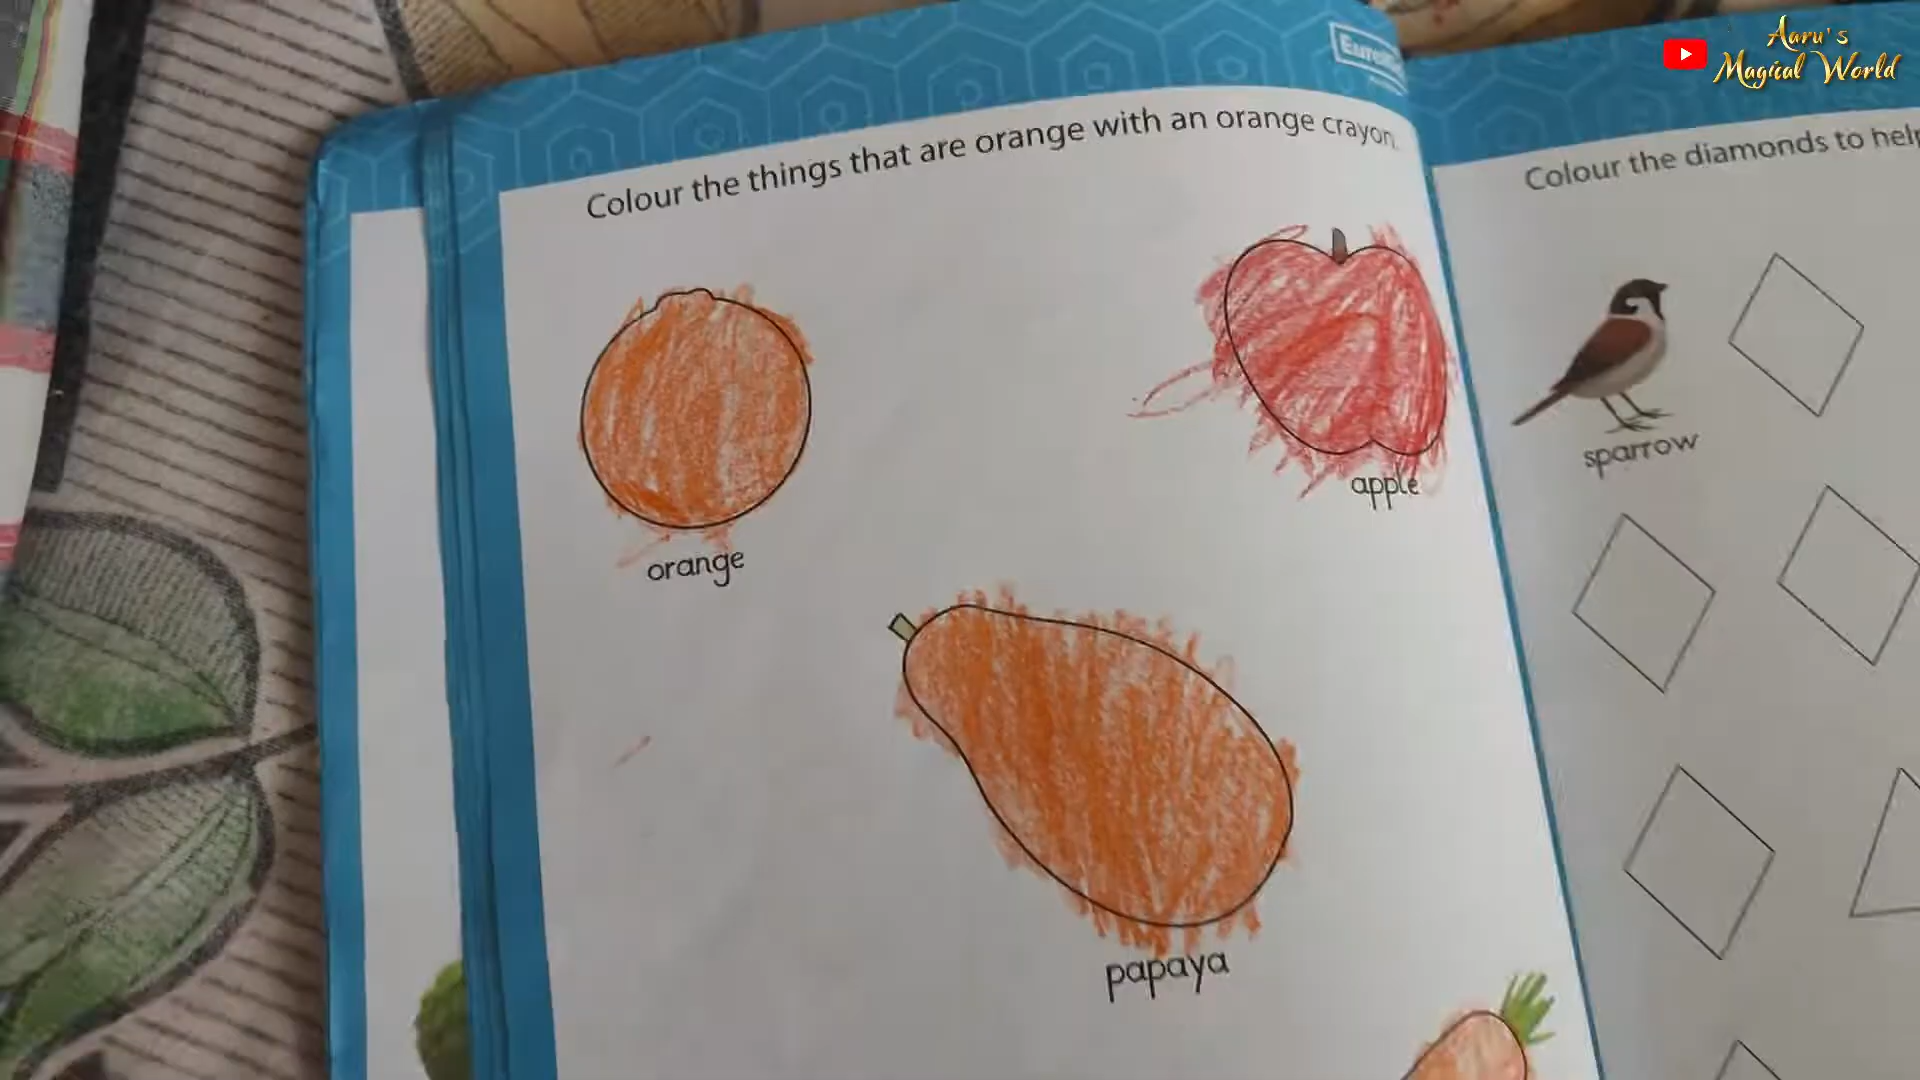 Aaru's
Magical World
Colour the things that are orange with an orange crayon.
orange
apple
papaya
Colour the diamonds to
sparrow